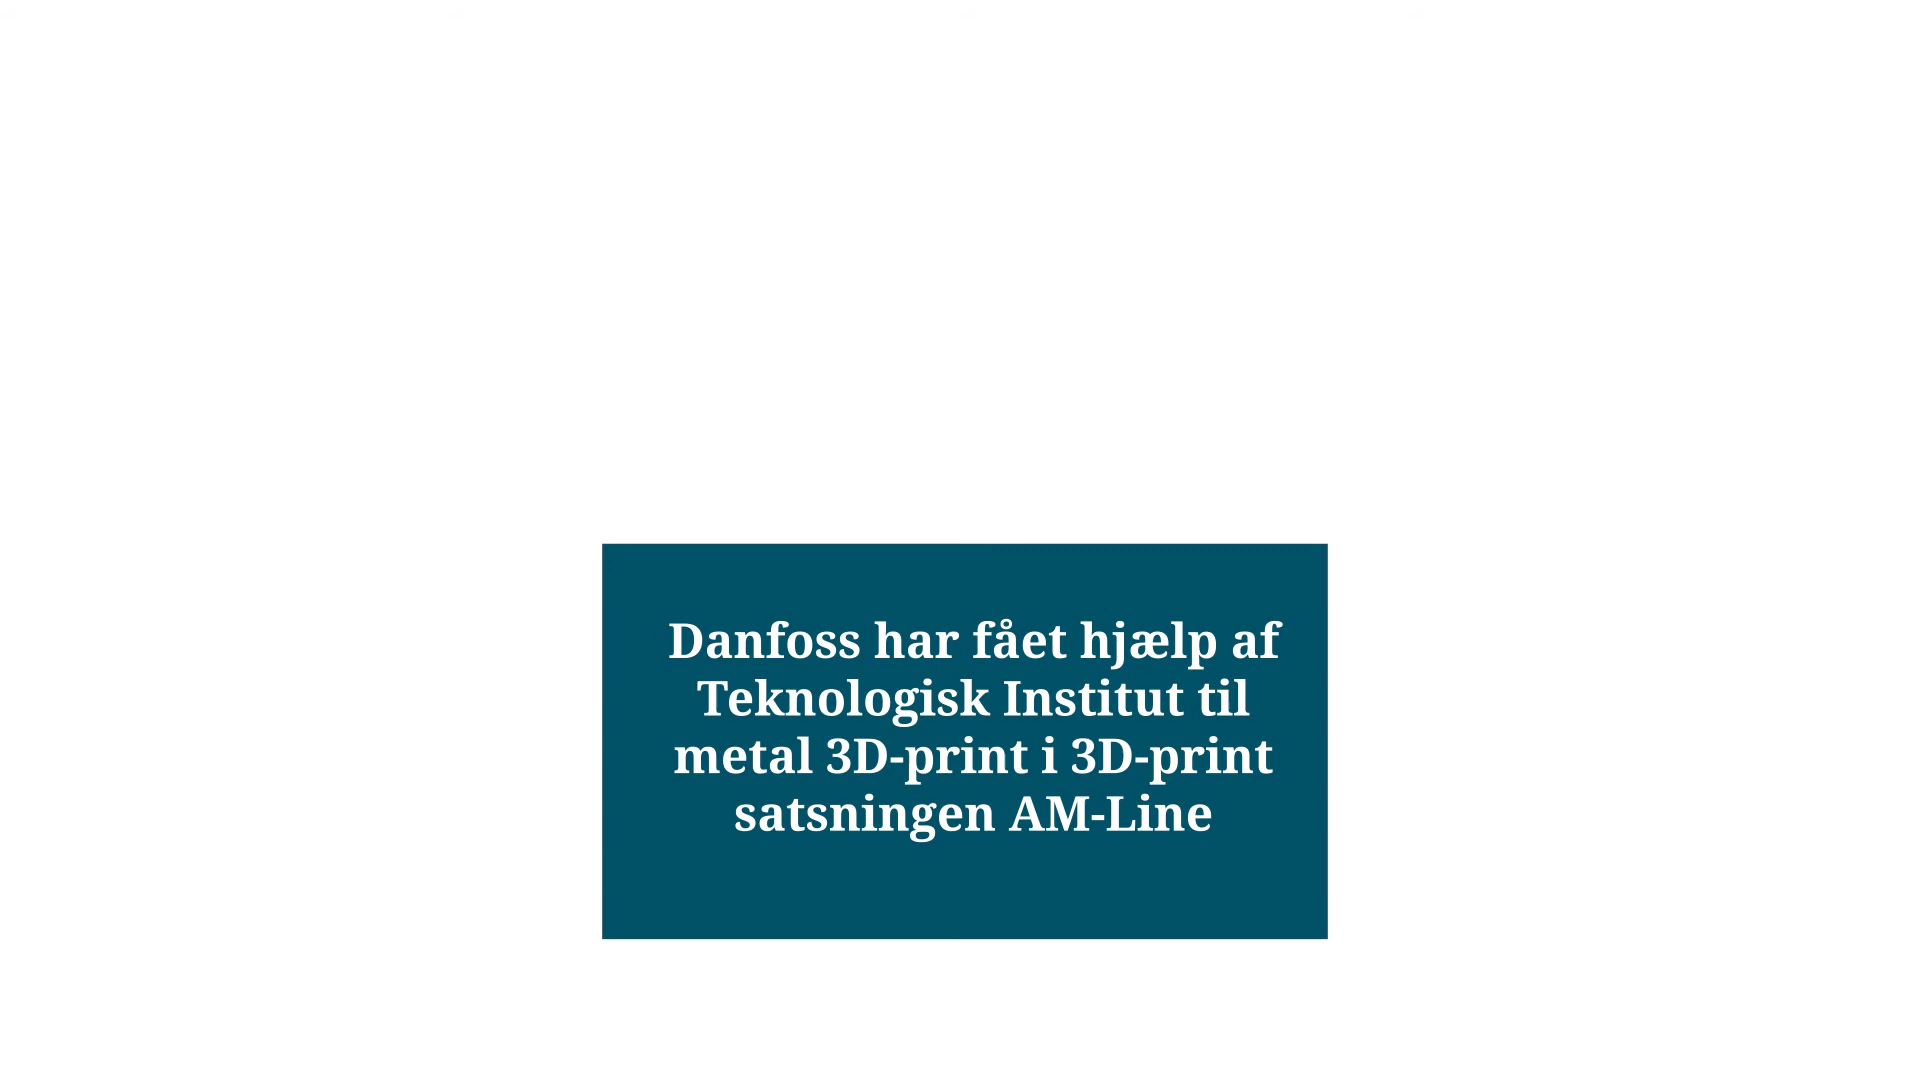 Danfoss har fået hjælp af
Teknologisk Institut til
metal 3D-print i 3D-print
satsningen AM-Line